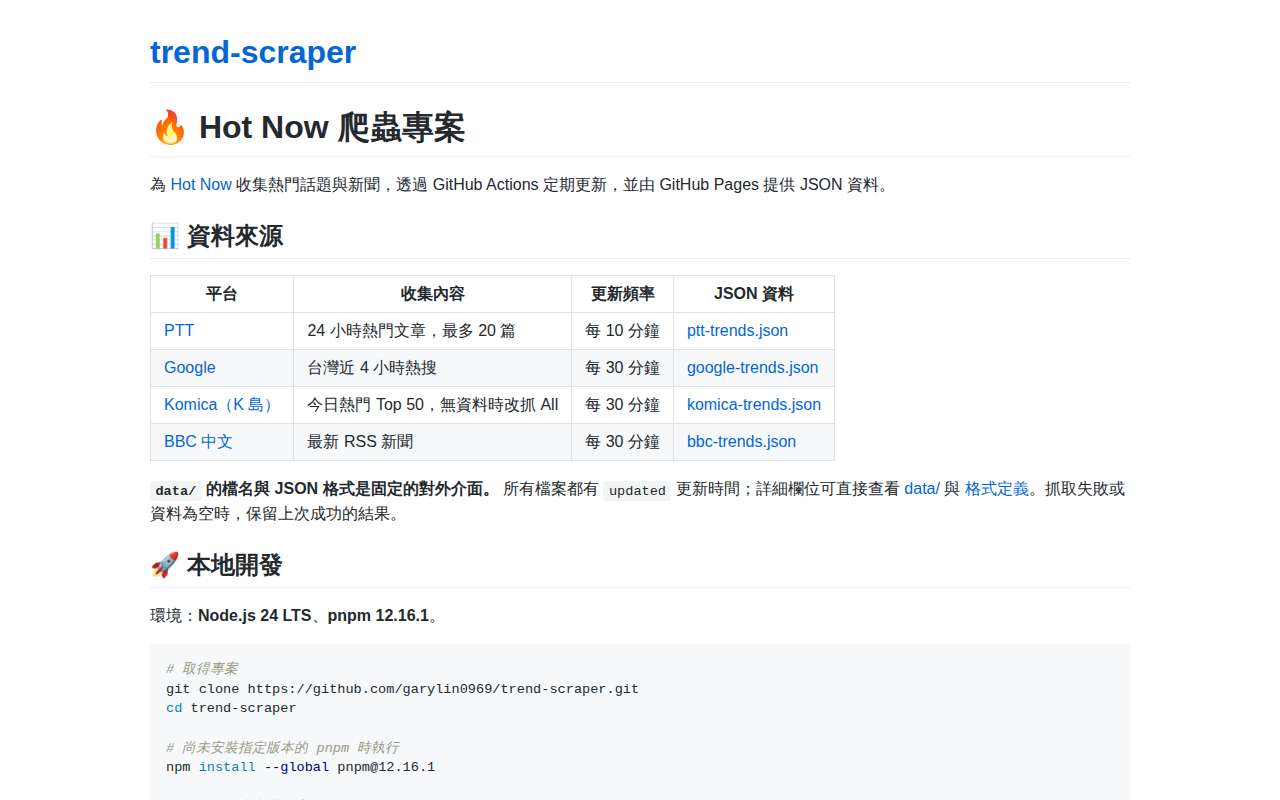 trend-scraper
🔥 Hot Now 爬蟲專案
為 Hot Now 收集熱門話題與新聞，透過 GitHub Actions 定期更新，並由 GitHub Pages 提供 JSON 資料。
📊 資料來源
平台 收集內容 更新頻率 JSON 資料
PTT 24 小時熱門文章，最多 20 篇 每 10 分鐘 ptt-trends.json
Google 台灣近 4 小時熱搜 每 30 分鐘 google-trends.json
Komica（K 島） 今日熱門 Top 50，無資料時改抓 All 每 30 分鐘 komica-trends.json
BBC 中文 最新 RSS 新聞 每 30 分鐘 bbc-trends.json
data/ 的檔名與 JSON 格式是固定的對外介面。 所有檔案都有 updated 更新時間；詳細欄位可直接查看 data/ 與 格式定義。抓取失敗或
資料為空時，保留上次成功的結果。
🚀 本地開發
環境：Node.js 24 LTS、pnpm 12.16.1。
# 取得專案
git clone https://github.com/garylin0969/trend-scraper.git
cd trend-scraper
# 尚未安裝指定版本的 pnpm 時執行
npm install --global pnpm@12.16.1